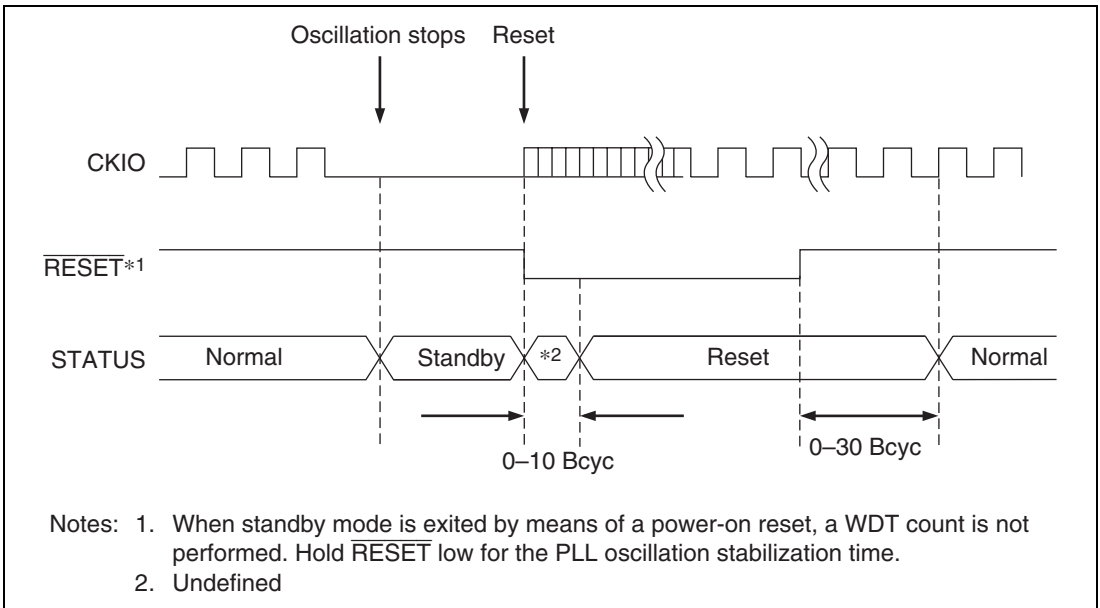 Oscillation stops Reset
CKIO
RESET*1
STATUS Normal Standby *2 Reset Normal
0–10 Bcyc 0–30 Bcyc
Notes: 1. When standby mode is exited by means of a power-on reset, a WDT count is not
performed. Hold RESET low for the PLL oscillation stabilization time.
2. Undefined